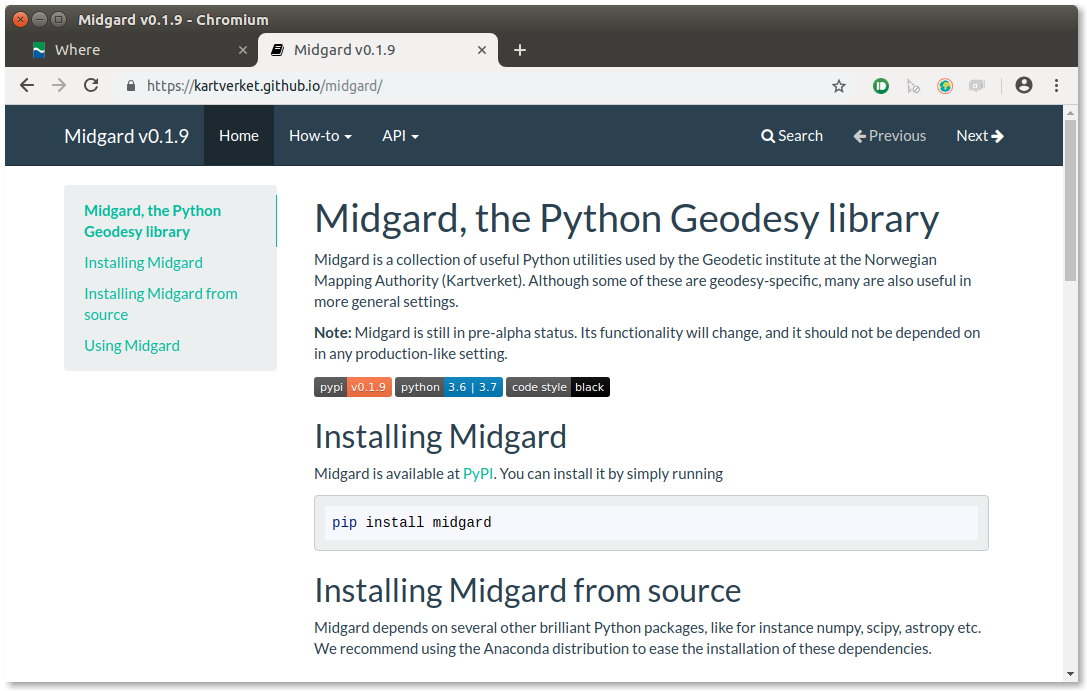 Midgard v0.1.9 - Chromium
Where
Midgard v0.1.9
https://kartverket.github.io/midgard/
Midgard v0.1.9 Home How-to API Search Previous Next
Midgard, the Python
Geodesy library
Installing Midgard
Installing Midgard from
source
Using Midgard
Midgard, the Python Geodesy library
Midgard is a collection of useful Python utilities used by the Geodetic institute at the Norwegian
Mapping Authority (Kartverket). Although some of these are geodesy-specific, many are also useful in
more general settings.
Note: Midgard is still in pre-alpha status. Its functionality will change, and it should not be depended on
in any production-like setting.
pypi v0.1.9 python 3.6 | 3.7 code style black
Installing Midgard
Midgard is available at PyPI. You can install it by simply running
pip install midgard
Installing Midgard from source
Midgard depends on several other brilliant Python packages, like for instance numpy, scipy, astropy etc.
We recommend using the Anaconda distribution to ease the installation of these dependencies.